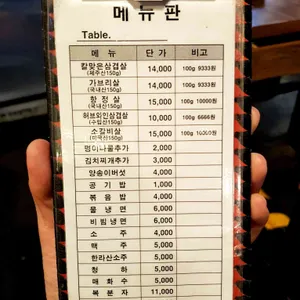 메뉴판
Table.
메 뉴 단 가 비고
칼맞은삼겹살 14,000 100g 9333원
(제주산150g)
가브리살 14,000 100g 9333원
(국내산150g)
항 정 살 15,000 100g 10000원
(국내산150g)
허브와인삼겹살 10,000 100g 6666원
(수입산150g)
소갈비살 15,000 100g 10000원
(미국산150g)
멍이나물추가 2,000
김치찌개추가 3,000
양송이버섯 4,000
공 기 밥 1,000
볶 음 밥 4,000
물 냉 면 6,000
비 빔 냉 면 6,000
소 주 4,000
맥 주 5,000
한라산소주 5,000
청 하 5,000
매 화 수 5,000
복 분 자 11,000